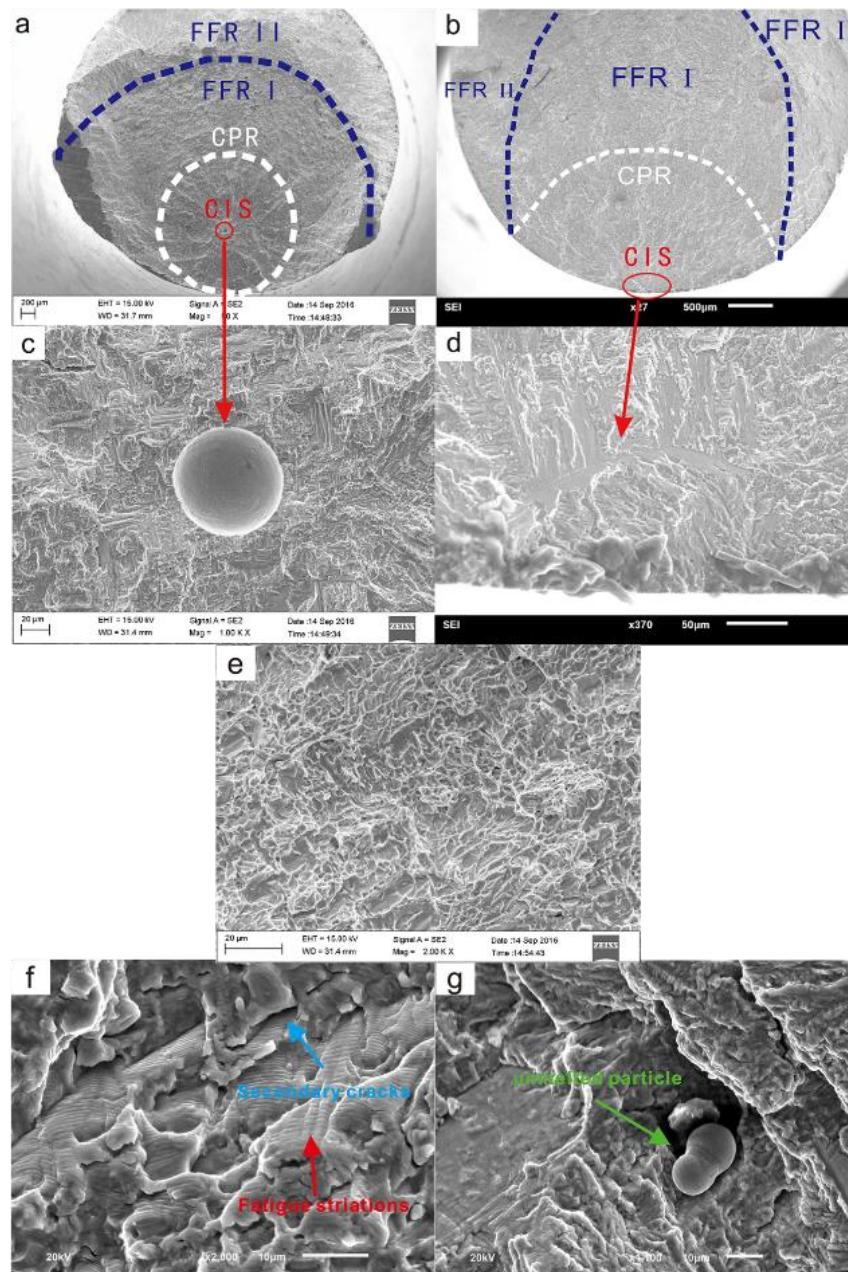 a
FFR II
FFR I
CPR
CIS
200 μm
EHT = 15.00 kV
WD = 31.7 mm
Signal A = SE2
Date :14 Sep 2016
Time :14:48:33
ZEISS
b
FFR I
FFR II
FFR I
CPR
CIS
SEI
500μm
c
20 μm
EHT = 15.00 kV
WD = 31.4 mm
Signal A = SE2
Mag = 1.00 K X
Date :14 Sep 2016
Time :14:49:34
ZEISS
d
SEI
x370
50μm
e
20 μm
EHT = 15.00 kV
WD = 31.4 mm
Signal A = SE2
Mag = 2.00 K X
Date :14 Sep 2016
Time :14:54:43
ZEISS
f
Secondary cracks
Fatigue striations
20kV
x2,000
10μm
g
unmelted particle
20kV
10μm